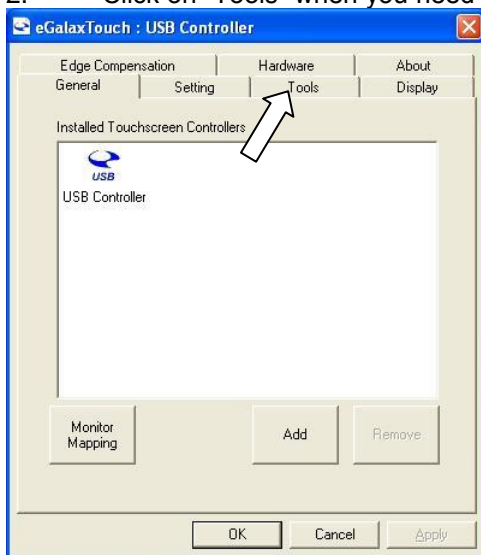 2. Click on "Tools" when you need
eGalaxTouch : USB Controller
Edge Compensation Hardware About
General Setting Tools Display
Installed Touchscreen Controllers
USB
USB Controller
Monitor
Mapping
Add Remove
OK Cancel Apply